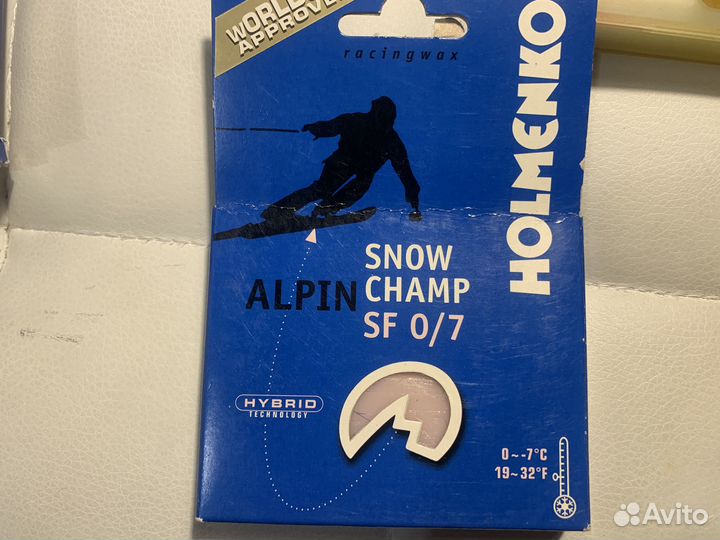 WORLD
APPROVED
racingwax
HOLMENKO
SNOW
ALPIN CHAMP
SF 0/7
HYBRID
TECHNOLOGY
0~-7°C
19~32°F
Avito